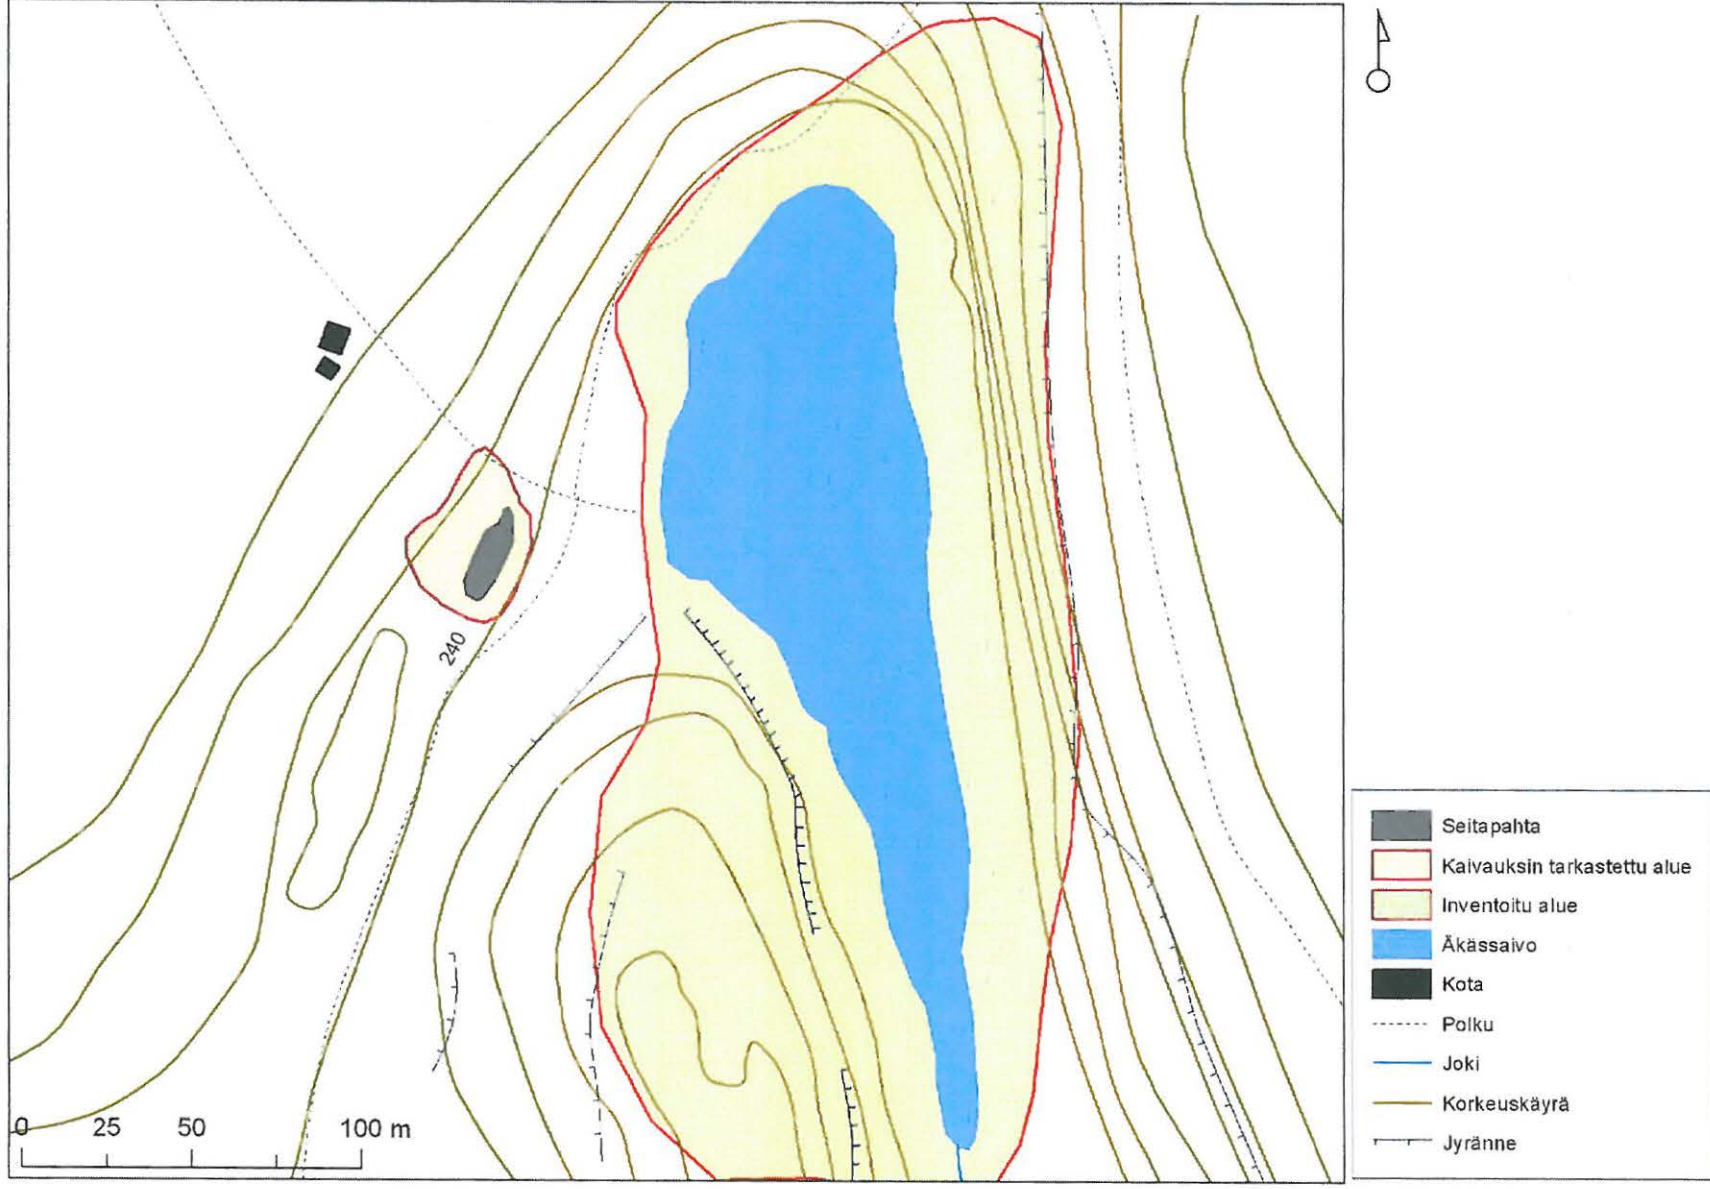 240
0 25 50 100 m
Seitapahta
Kaivauksin tarkastettu alue
Inventoitu alue
Äkässaivo
Kota
Polku
Joki
Korkeuskäyrä
Jyränne